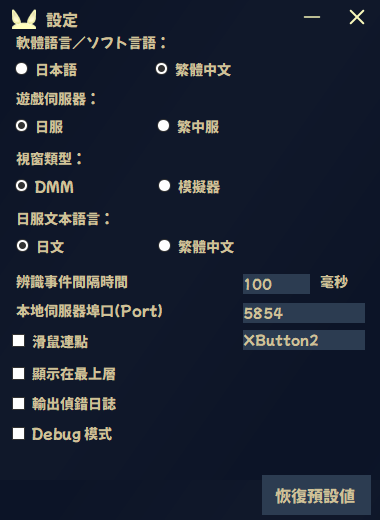 設定
軟體語言／ソフト言語：
日本語 繁體中文
遊戲伺服器：
日服 繁中服
視窗類型：
DMM 模擬器
日服文本語言：
日文 繁體中文
辨識事件間隔時間 100 毫秒
本地伺服器埠口(Port) 5854
滑鼠連點 XButton2
顯示在最上層
輸出偵錯日誌
Debug 模式
恢復預設値